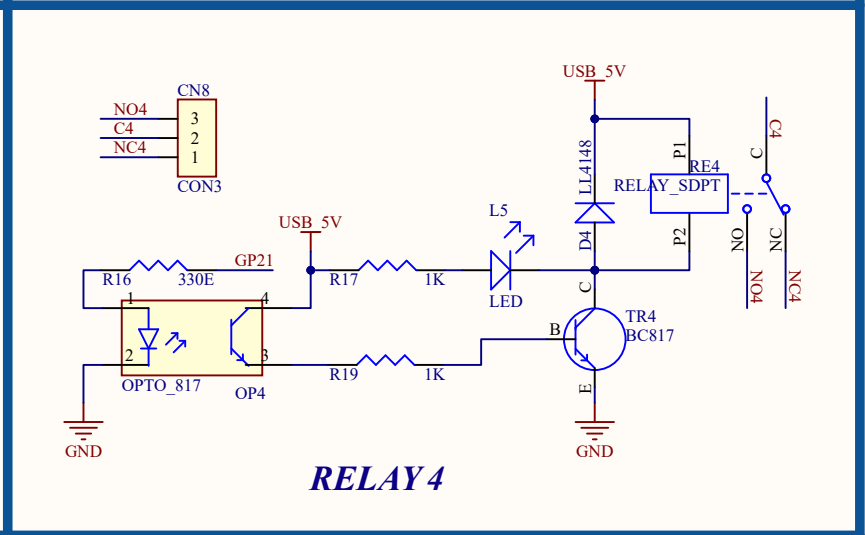 CN8
NO4
3
C4
2
NC4
1
CON3
USB_5V
P1
LL4148
D4
RE4
RELAY_SDPT
P2
C4
C
NO
NC
NO4
NC4
L5
USB_5V
GP21
R16
330E
R17
1K
LED
1
4
2
3
OPTO_817
OP4
R19
1K
C
B
E
TR4
BC817
GND
GND
RELAY 4